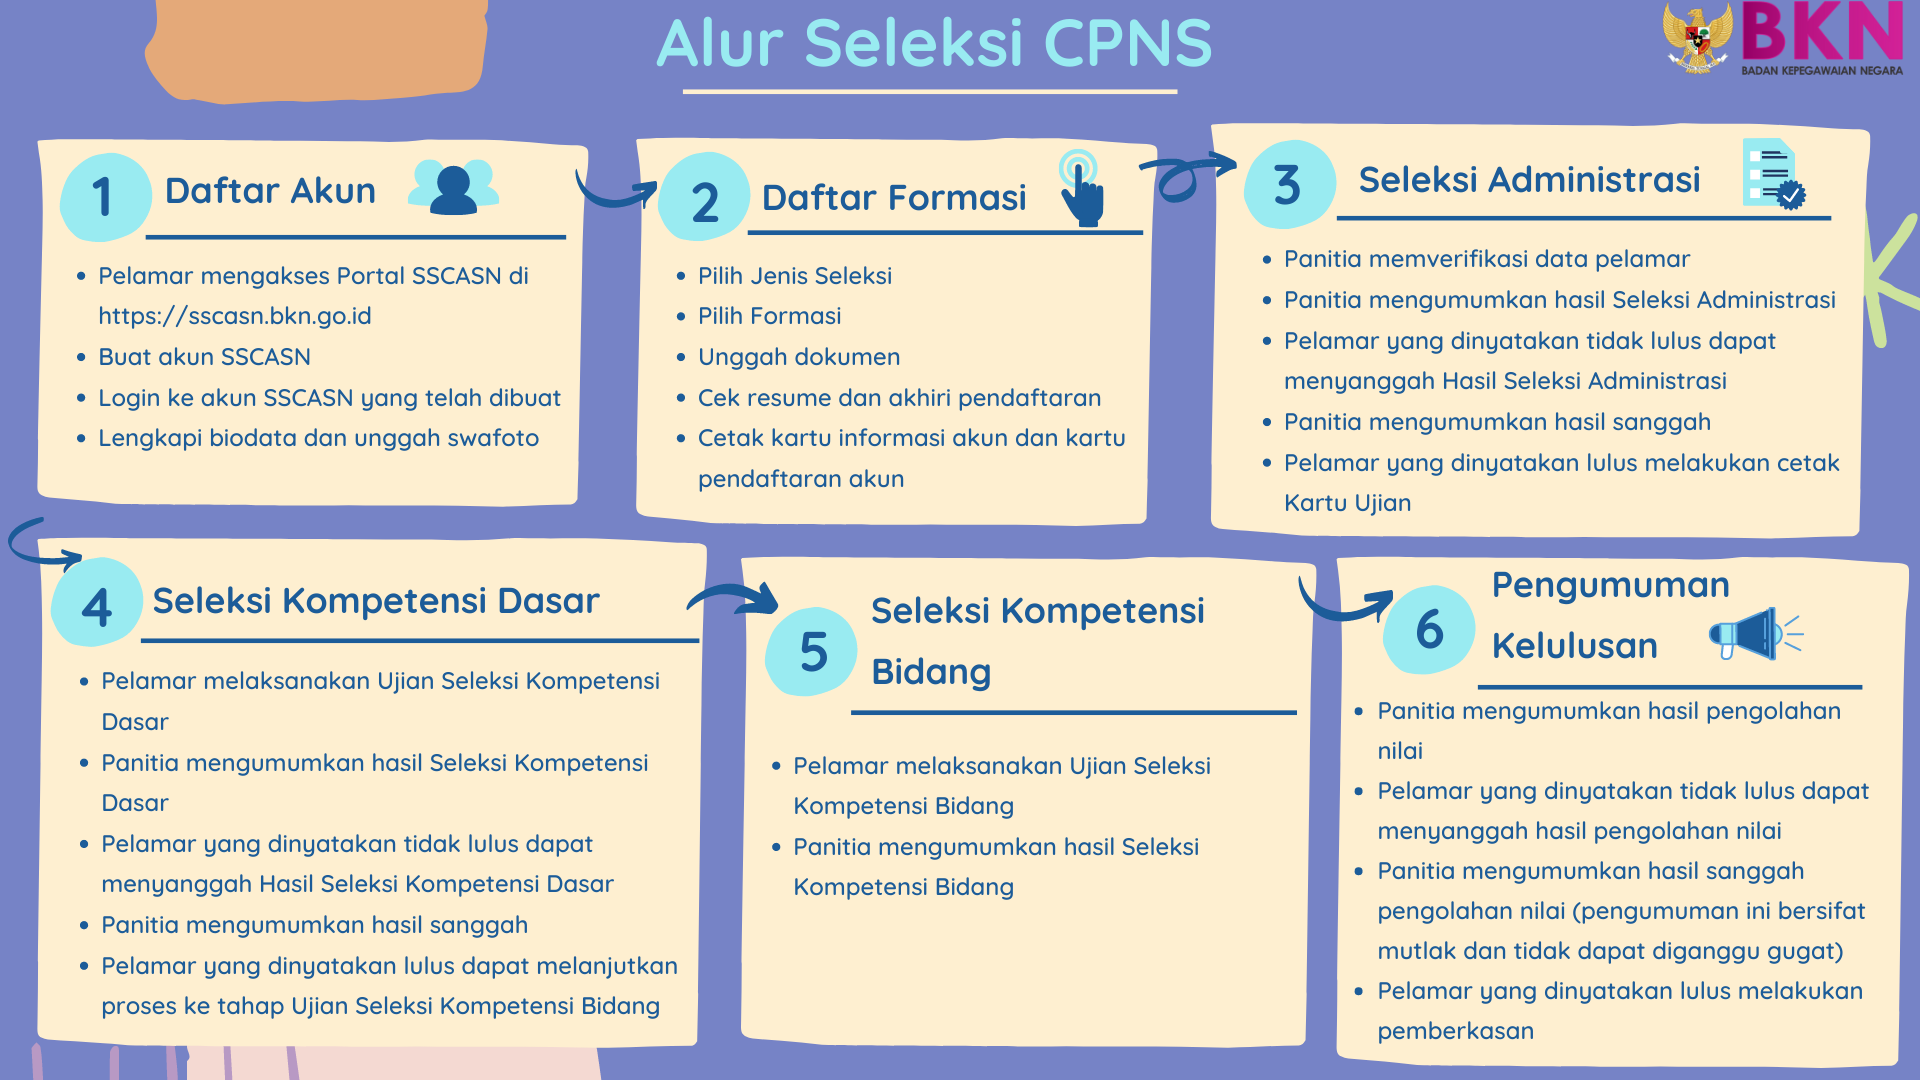 Alur Seleksi CPNS
BKN
BADAN KEPEGAWAIAN NEGARA
1
Daftar Akun
• Pelamar mengakses Portal SSCASN di
https://sscasn.bkn.go.id
• Buat akun SSCASN
• Login ke akun SSCASN yang telah dibuat
• Lengkapi biodata dan unggah swafoto
2
Daftar Formasi
• Pilih Jenis Seleksi
• Pilih Formasi
• Unggah dokumen
• Cek resume dan akhiri pendaftaran
• Cetak kartu informasi akun dan kartu
pendaftaran akun
3
Seleksi Administrasi
• Panitia memverifikasi data pelamar
• Panitia mengumumkan hasil Seleksi Administrasi
• Pelamar yang dinyatakan tidak lulus dapat
menyanggah Hasil Seleksi Administrasi
• Panitia mengumumkan hasil sanggah
• Pelamar yang dinyatakan lulus melakukan cetak
Kartu Ujian
4
Seleksi Kompetensi Dasar
• Pelamar melaksanakan Ujian Seleksi Kompetensi
Dasar
• Panitia mengumumkan hasil Seleksi Kompetensi
Dasar
• Pelamar yang dinyatakan tidak lulus dapat
menyanggah Hasil Seleksi Kompetensi Dasar
• Panitia mengumumkan hasil sanggah
• Pelamar yang dinyatakan lulus dapat melanjutkan
proses ke tahap Ujian Seleksi Kompetensi Bidang
5
Seleksi Kompetensi
Bidang
• Pelamar melaksanakan Ujian Seleksi
Kompetensi Bidang
• Panitia mengumumkan hasil Seleksi
Kompetensi Bidang
6
Pengumuman
Kelulusan
• Panitia mengumumkan hasil pengolahan
nilai
• Pelamar yang dinyatakan tidak lulus dapat
menyanggah hasil pengolahan nilai
• Panitia mengumumkan hasil sanggah
pengolahan nilai (pengumuman ini bersifat
mutlak dan tidak dapat diganggu gugat)
• Pelamar yang dinyatakan lulus melakukan
pemberkasan